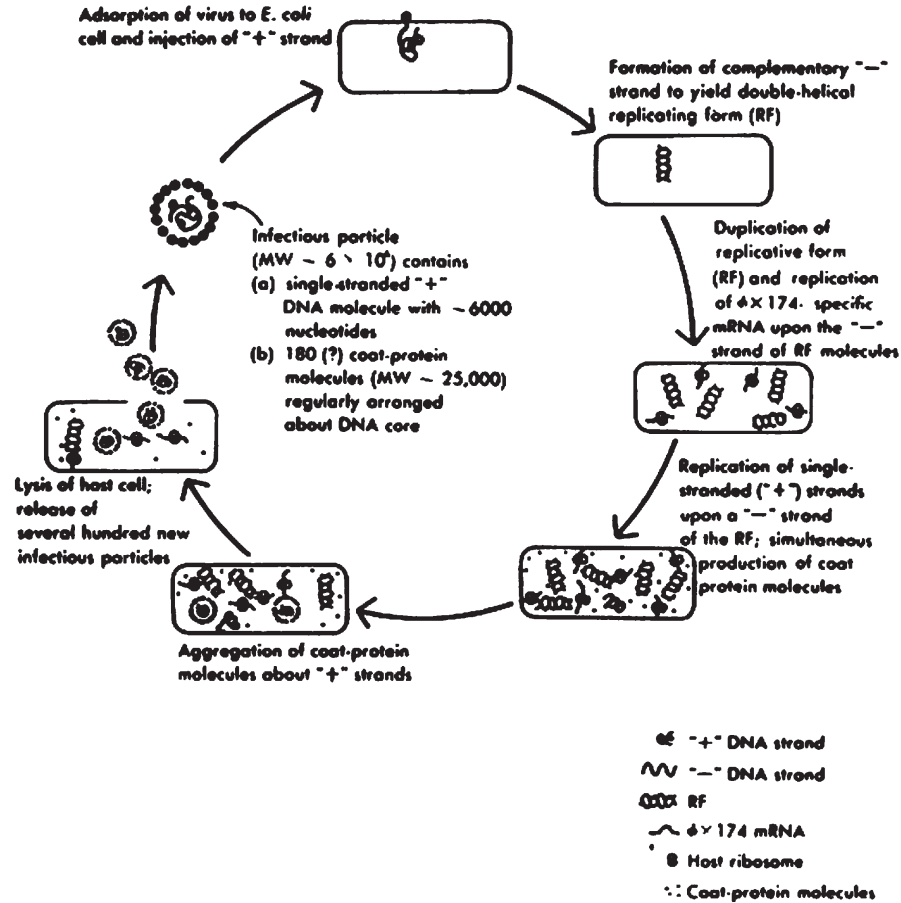 Adsorption of virus to E. coli
cell and injection of "+" strand
Formation of complementary "—"
strand to yield double-helical
replicating form (RF)
Duplication of
replicative form
(RF) and replication
of ϕ×174- specific
mRNA upon the "—"
strand of RF molecules
Replication of single-
stranded ("+") strands
upon a "—" strand
of the RF; simultaneous
production of coat
protein molecules
Aggregation of coat-protein
molecules about "+" strands
Lysis of host cell;
release of
several hundred new
infectious particles
Infectious particle
(MW ~ 6 × 10⁶) contains
(a) single-stranded "+"
DNA molecule with ~6000
nucleotides
(b) 180 (?) coat-protein
molecules (MW ~ 25,000)
regularly arranged
about DNA core
"+" DNA strand
"—" DNA strand
RF
ϕ×174 mRNA
Host ribosome
Coat-protein molecules